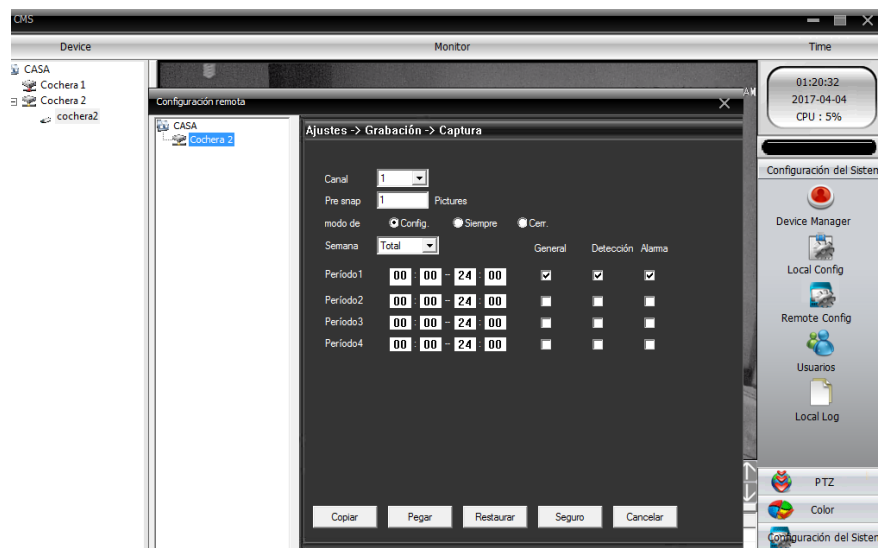 CMS
Device Monitor Time
CASA
Cochera 1
Cochera 2
cochera2
01:20:32
2017-04-04
CPU : 5%
Configuración remota
CASA
Cochera 2
Ajustes -> Grabación -> Captura
Canal 1
Pre snap 1 Pictures
modo de Config. Siempre Cerr.
Semana Total General Detección Alarma
Período1 00 : 00 - 24 : 00
Período2 00 : 00 - 24 : 00
Período3 00 : 00 - 24 : 00
Período4 00 : 00 - 24 : 00
Copiar Pegar Restaurar Seguro Cancelar
Configuración del Sistem
Device Manager
Local Config
Remote Config
Usuarios
Local Log
PTZ
Color
Configuración del Sister